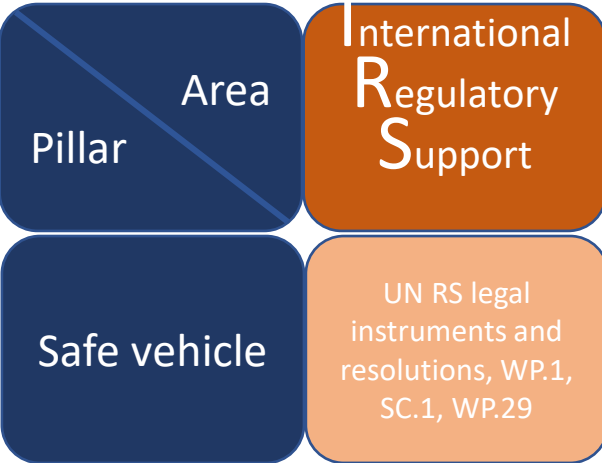 Area
Pillar
International
Regulatory
Support
Safe vehicle
UN RS legal
instruments and
resolutions, WP.1,
SC.1, WP.29